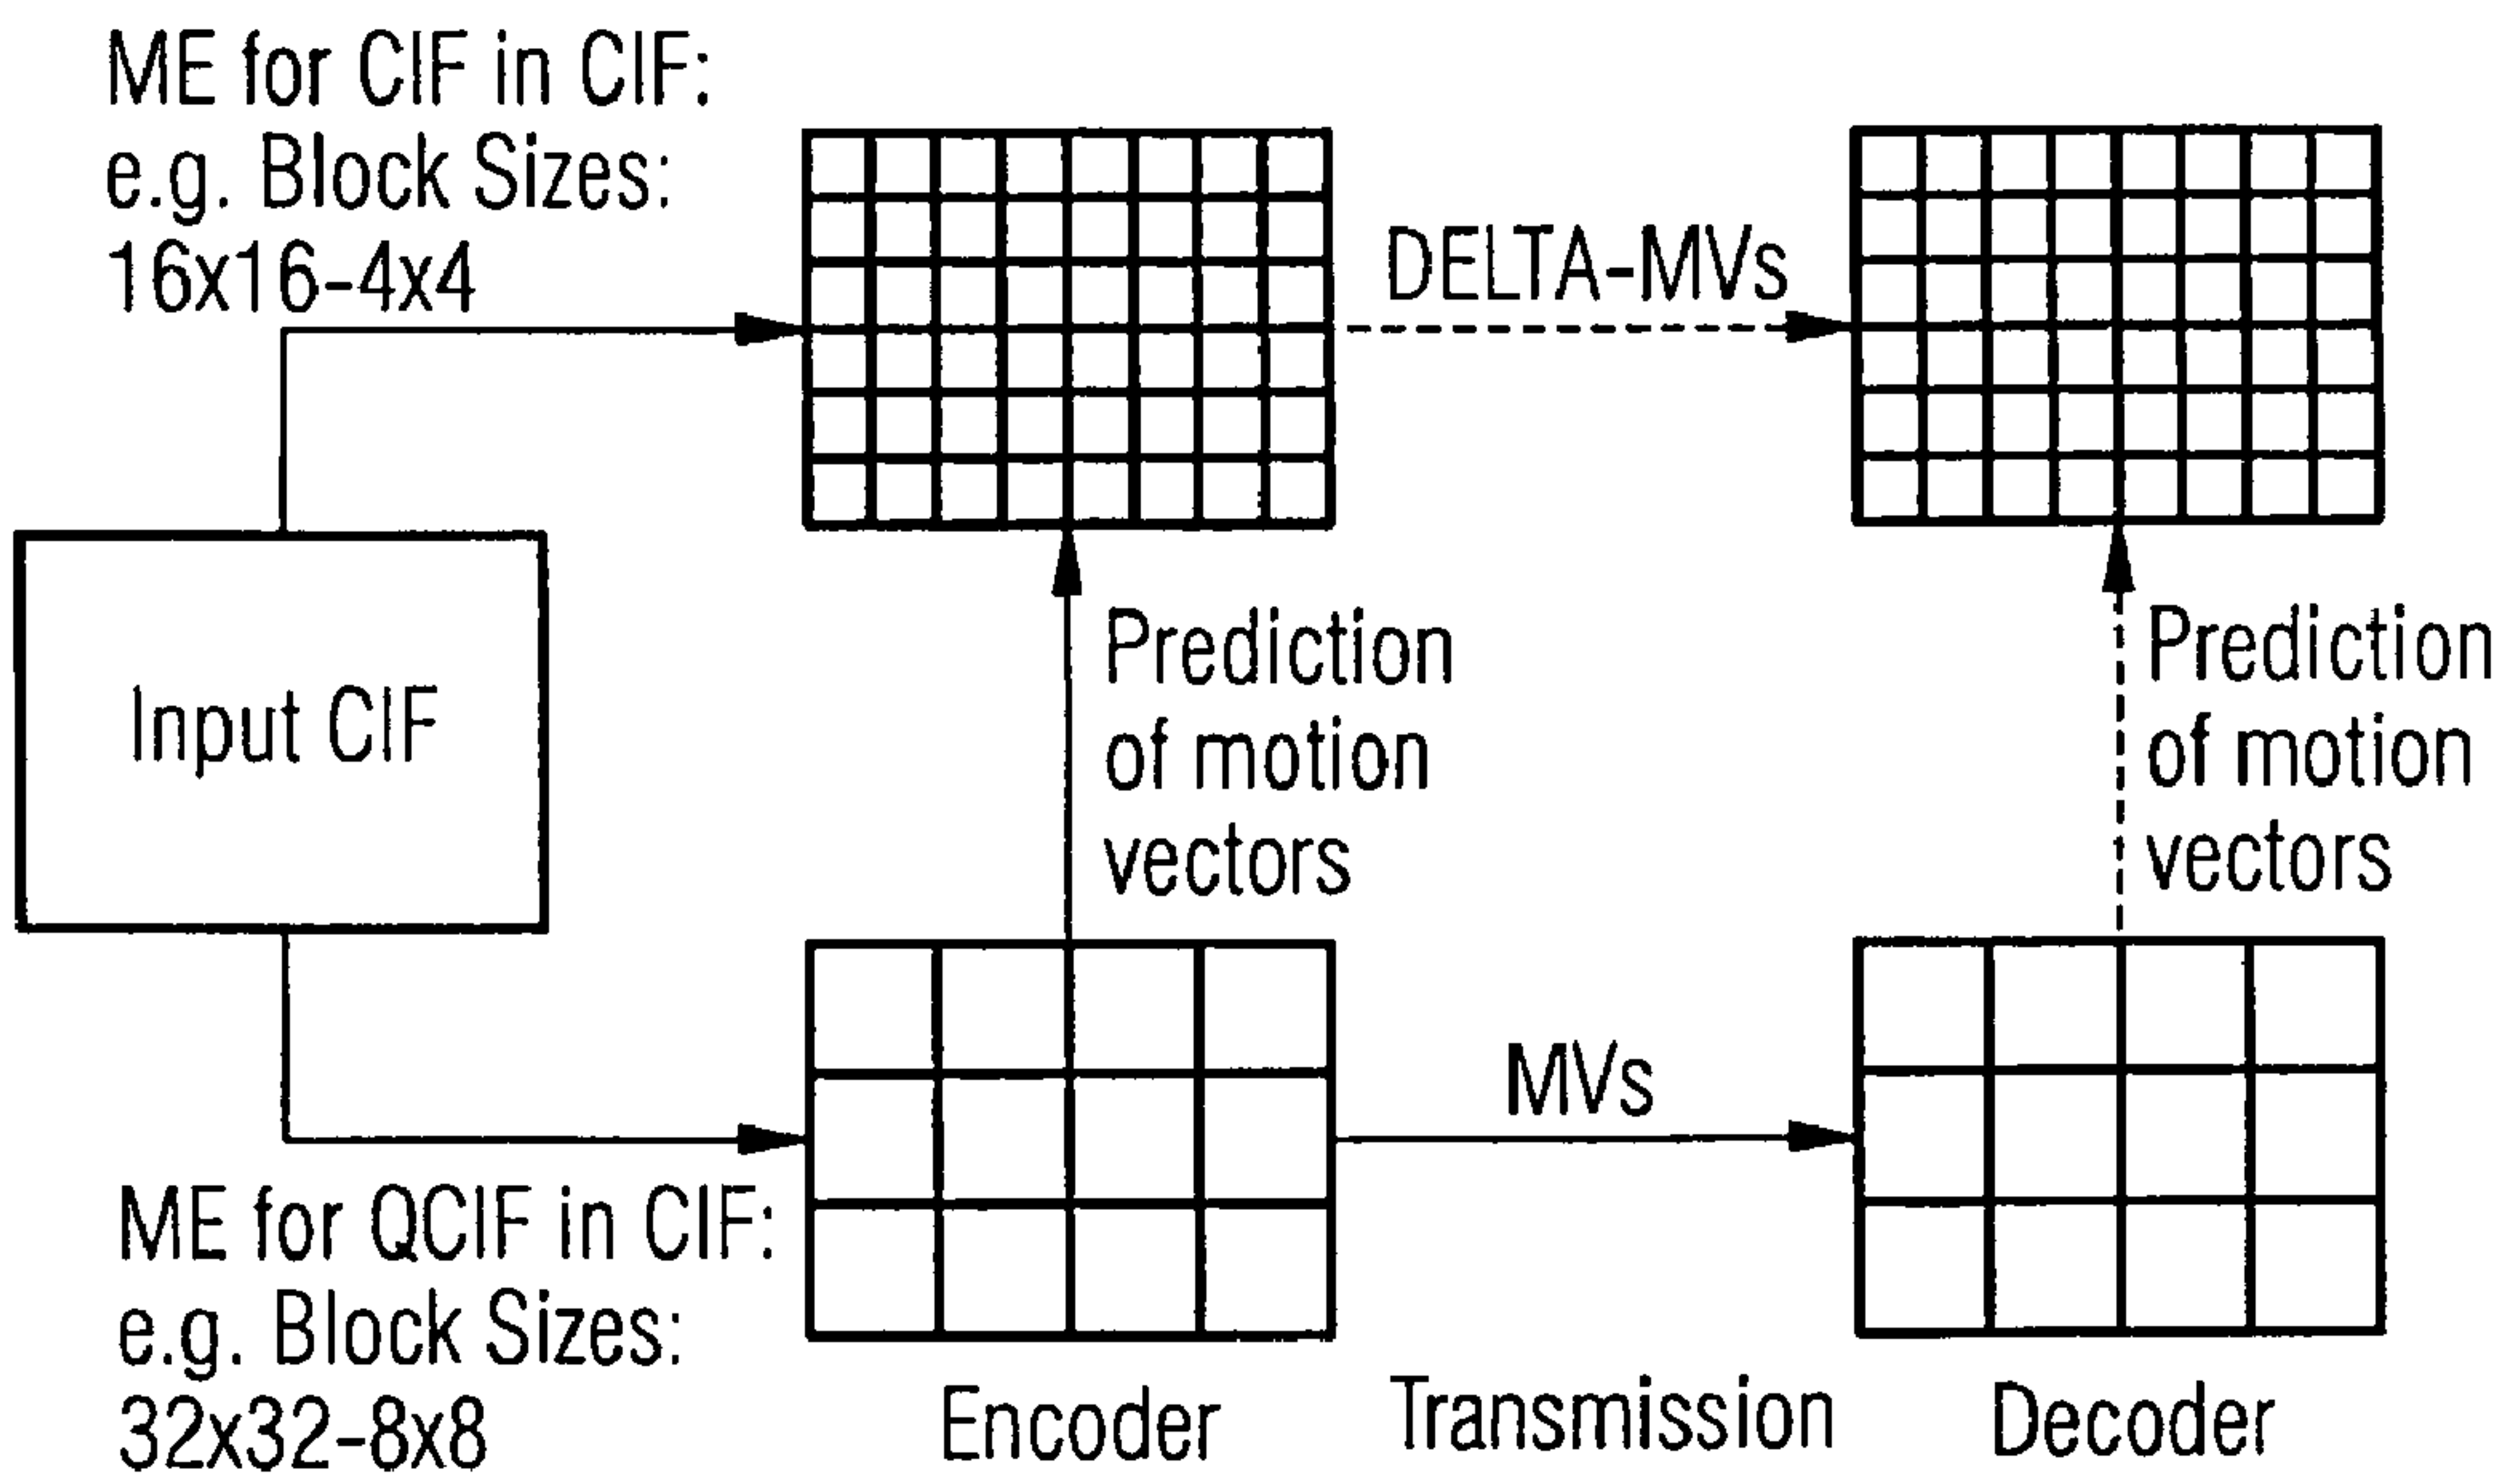 ME for CIF in CIF:
e.g. Block Sizes:
16x16-4x4
DELTA-MVs
Input CIF
Prediction
of motion
vectors
Prediction
of motion
vectors
MVs
ME for QCIF in CIF:
e.g. Block Sizes:
32x32-8x8
Encoder
Transmission
Decoder